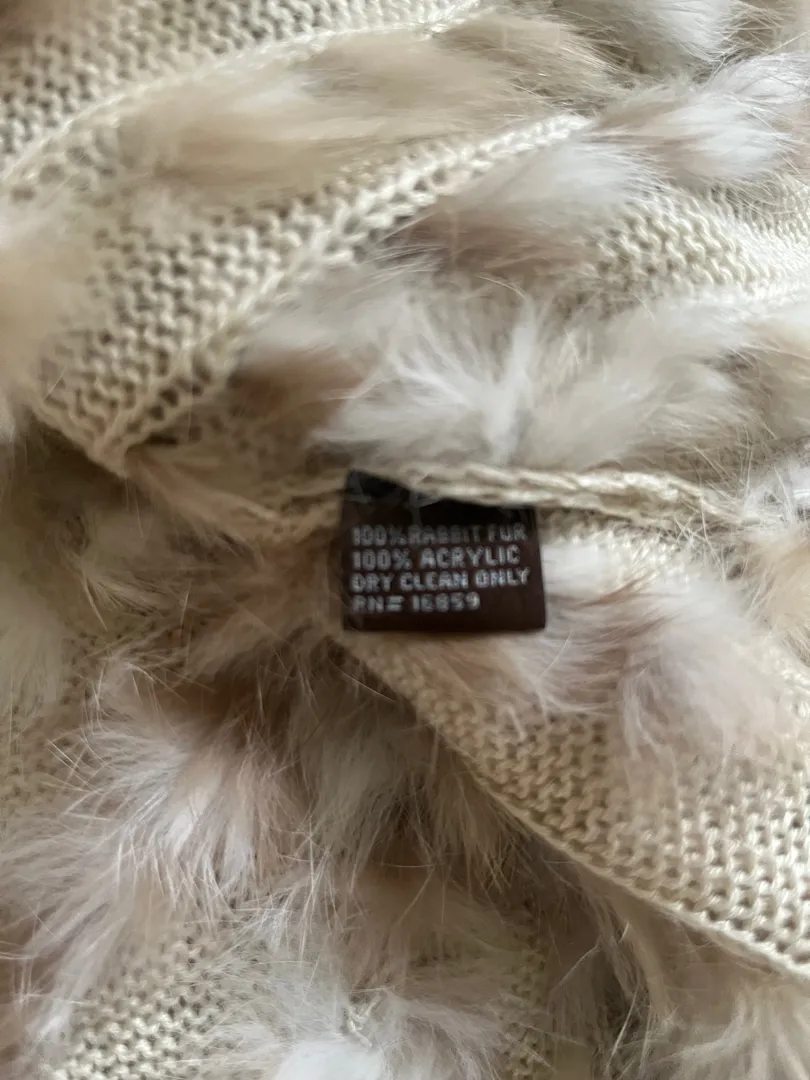 100% RABBIT FUR
100% ACRYLIC
DRY CLEAN ONLY
RN# 16859